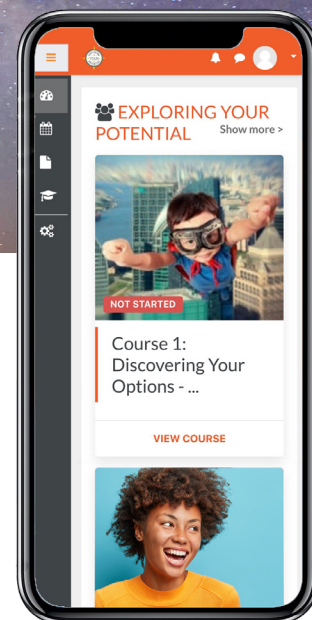 EXPLORING YOUR
POTENTIAL Show more >
NOT STARTED
Course 1:
Discovering Your
Options - ...
VIEW COURSE